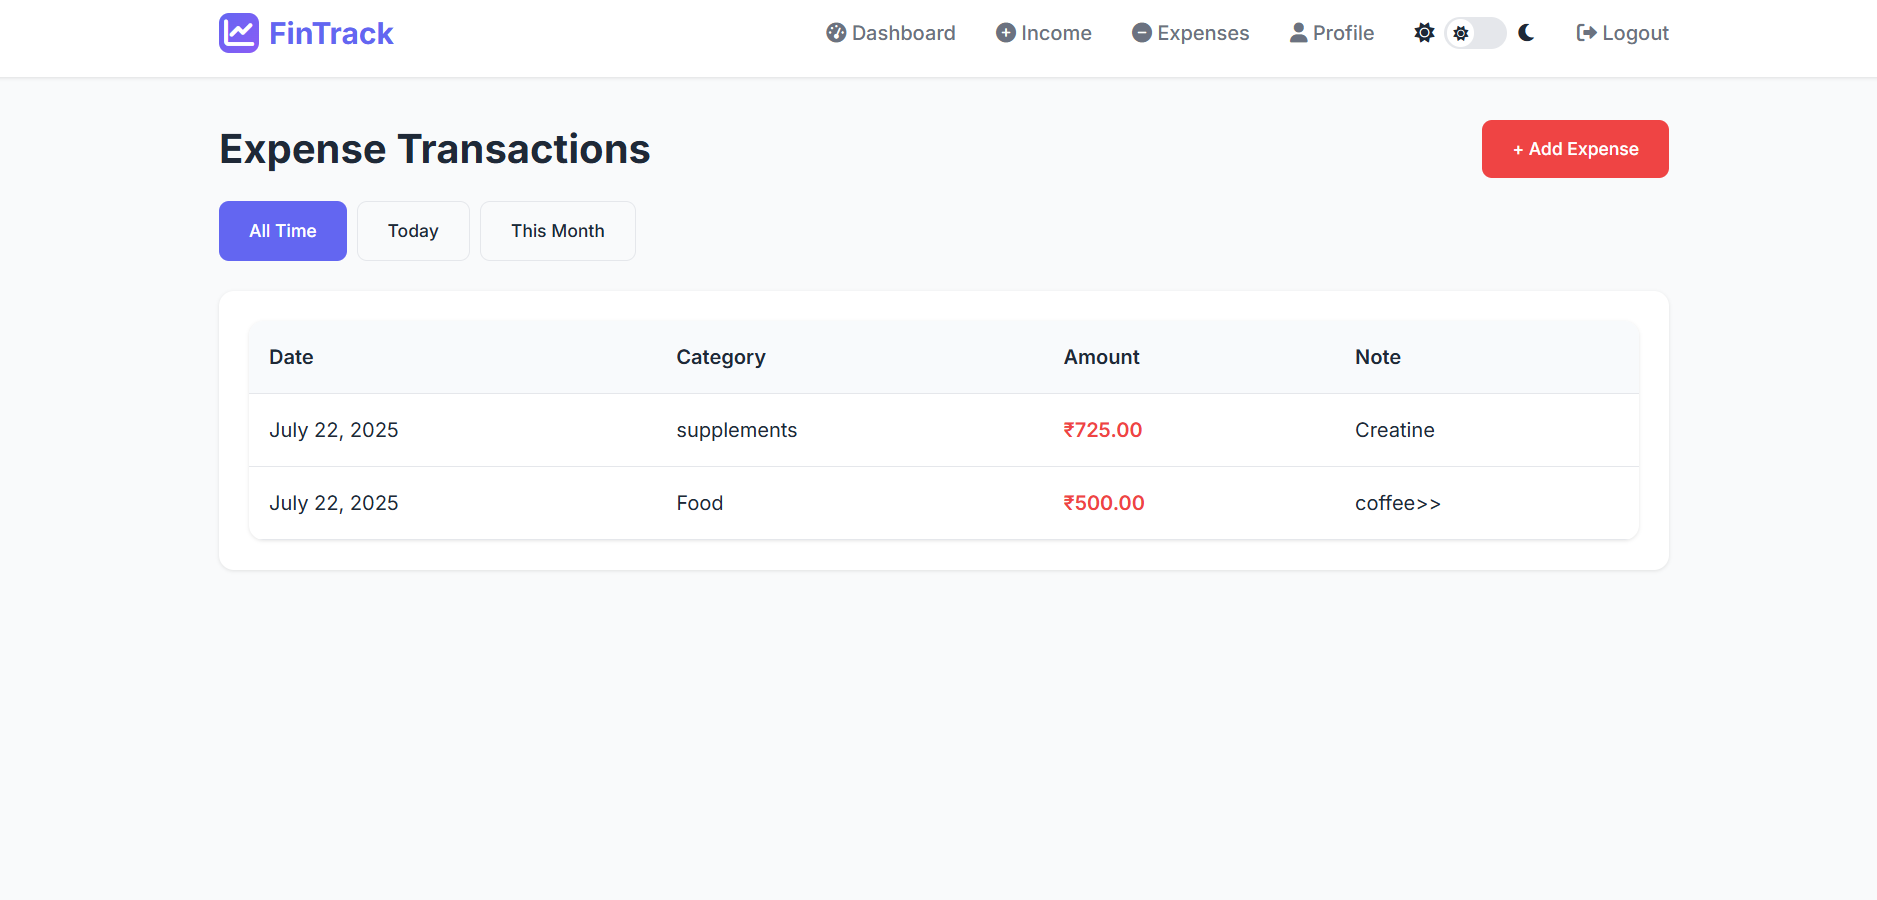 FinTrack
Dashboard Income Expenses Profile Logout
Expense Transactions
+ Add Expense
All Time Today This Month
Date Category Amount Note
July 22, 2025 supplements ₹725.00 Creatine
July 22, 2025 Food ₹500.00 coffee>>